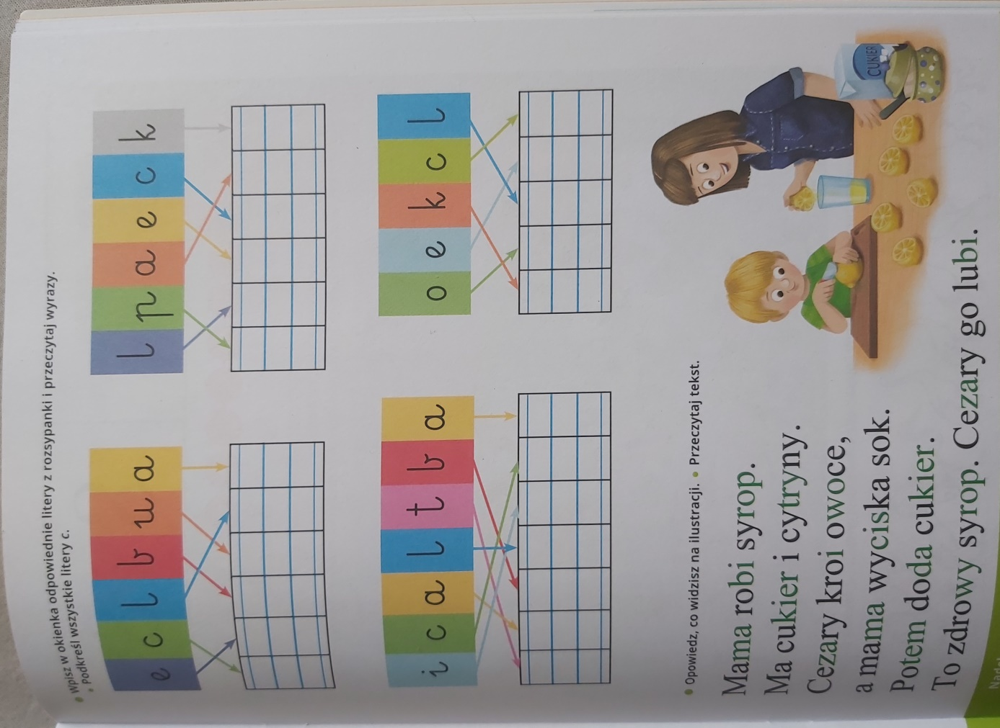 Wpisz w okienka odpowiednie litery z rozsypanki i przeczytaj wyrazy.
Podkreśl wszystkie litery c.
e c l b u a
l p a e c k
i c a l t b a
o e k c l
Opowiedz, co widzisz na ilustracji. • Przeczytaj tekst.
Mama robi syrop.
Ma cukier i cytryny.
Cezary kroi owoce,
a mama wyciska sok.
Potem doda cukier.
To zdrowy syrop. Cezary go lubi.
CUKIER